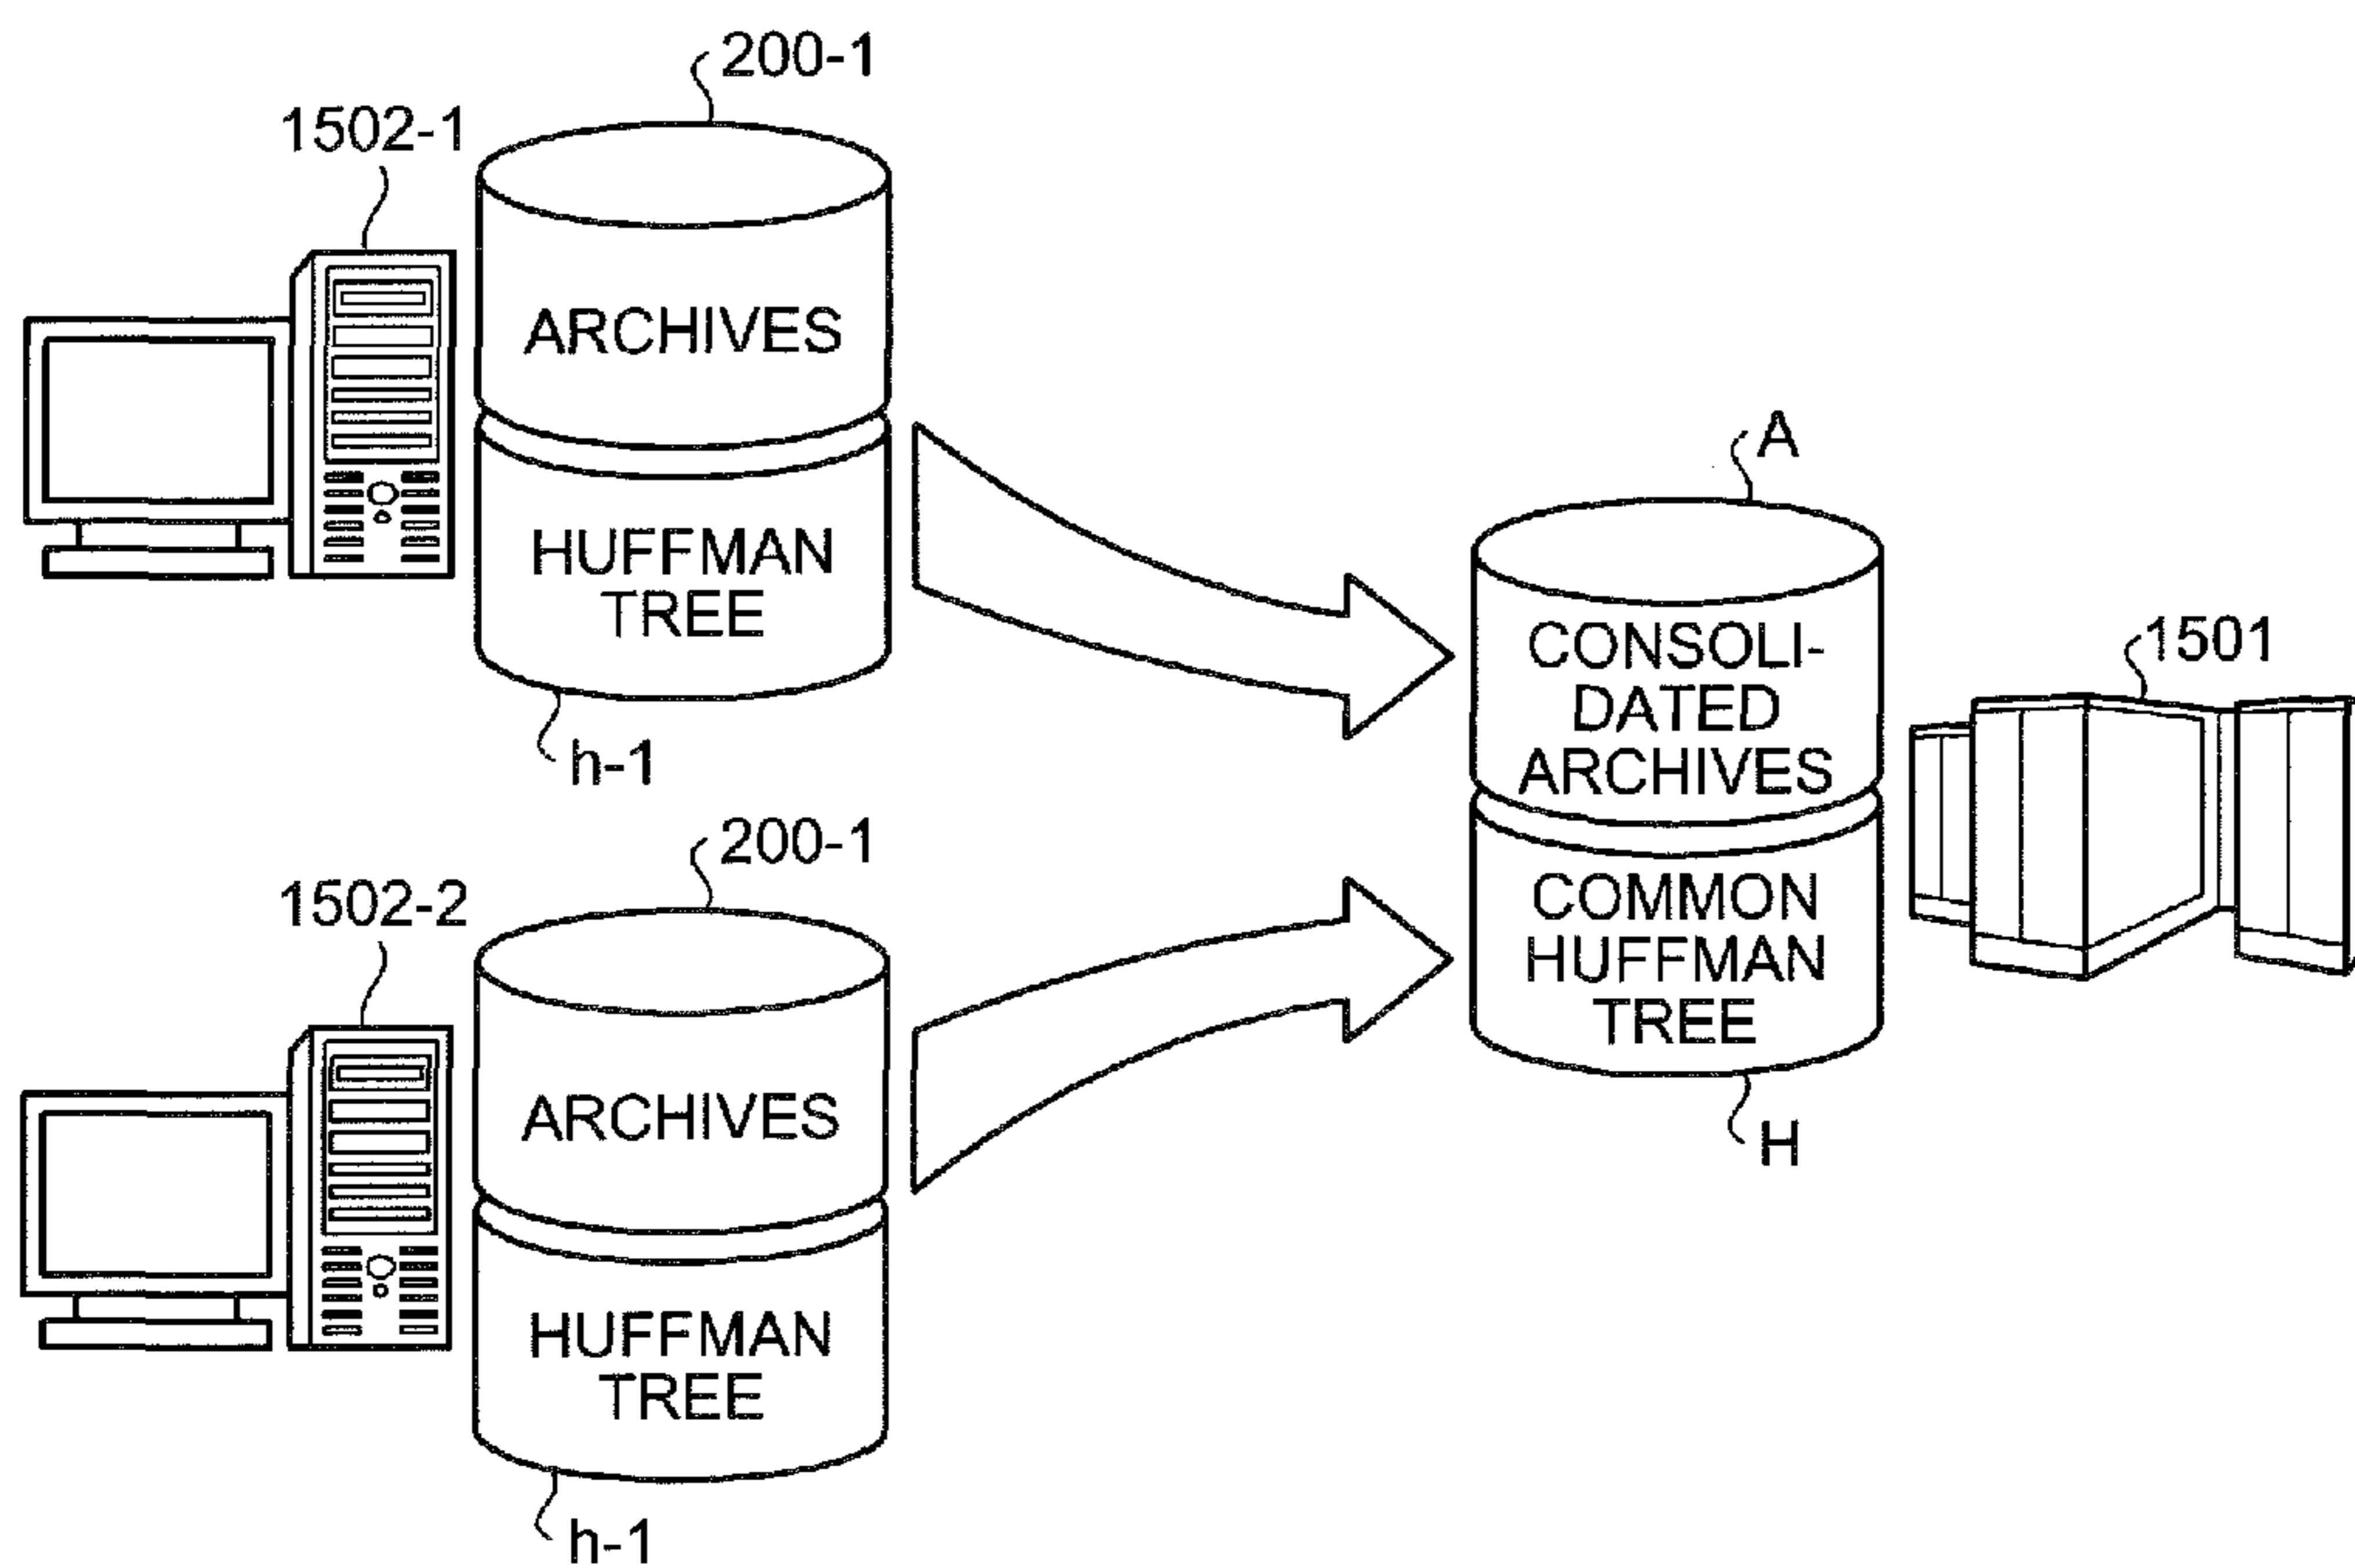 200-1
1502-1
ARCHIVES
HUFFMAN
TREE
h-1
200-1
1502-2
ARCHIVES
HUFFMAN
TREE
h-1
A
CONSOLI-
DATED
ARCHIVES
1501
COMMON
HUFFMAN
TREE
H